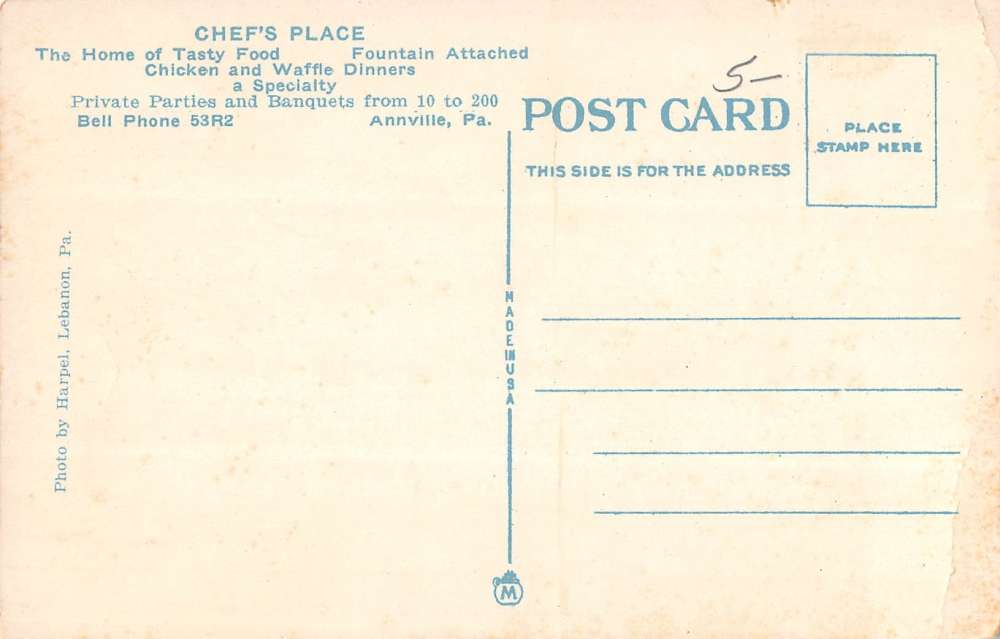 CHEF'S PLACE
The Home of Tasty Food Fountain Attached
Chicken and Waffle Dinners
a Specialty
Private Parties and Banquets from 10 to 200
Bell Phone 53R2 Annville, Pa.
5—
POST CARD
THIS SIDE IS FOR THE ADDRESS
PLACE
STAMP HERE
Photo by Harpel, Lebanon, Pa.
MADE IN USA
M